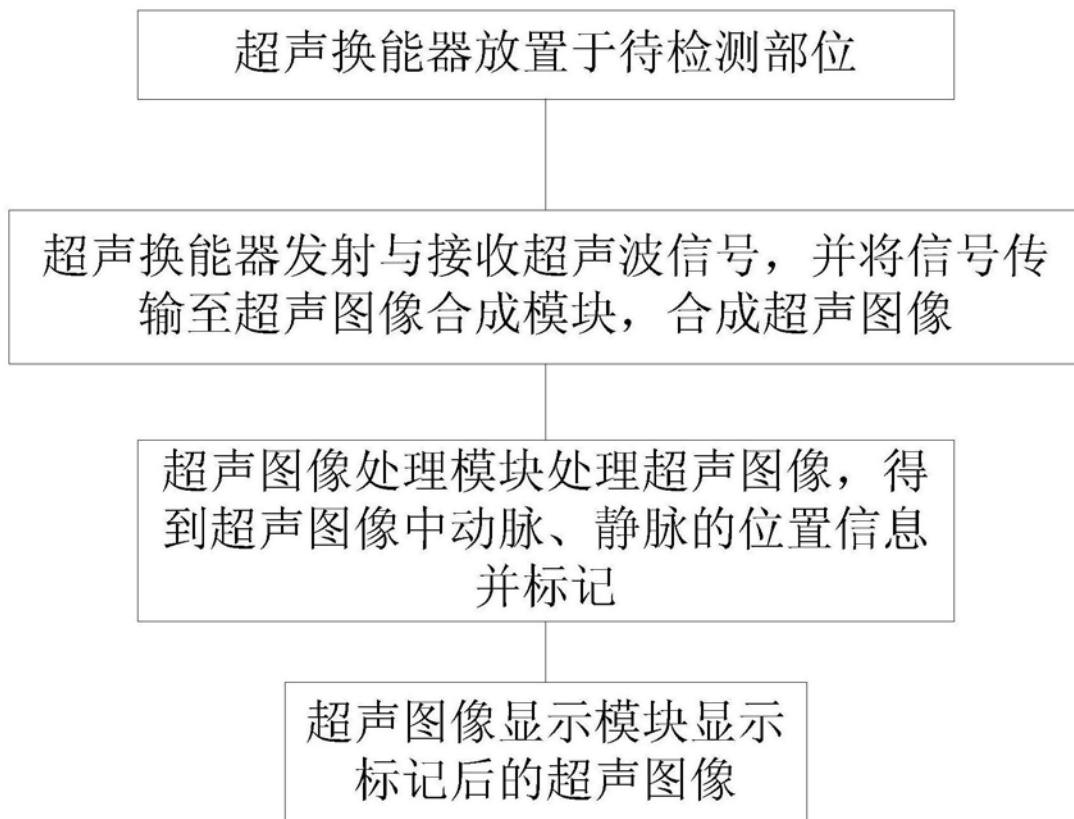 超声换能器放置于待检测部位
超声换能器发射与接收超声波信号，并将信号传
输至超声图像合成模块，合成超声图像
超声图像处理模块处理超声图像，得
到超声图像中动脉、静脉的位置信息
并标记
超声图像显示模块显示
标记后的超声图像